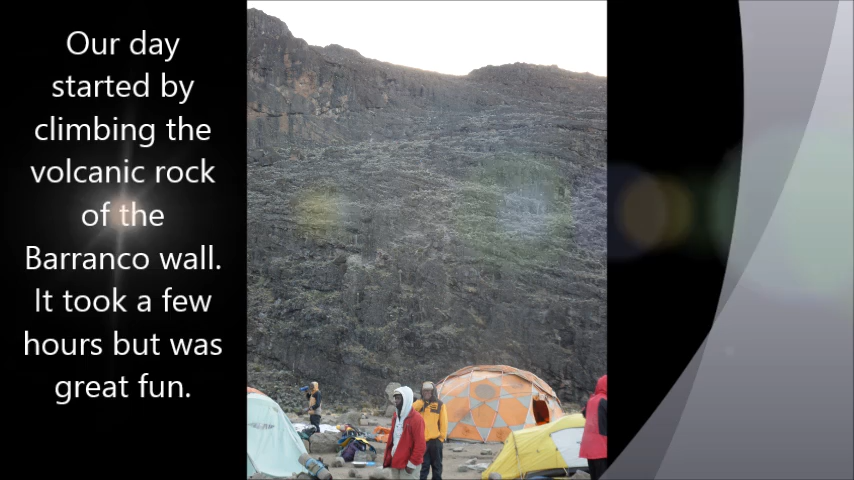 Our day
started by
climbing the
volcanic rock
of the
Barranco wall.
It took a few
hours but was
great fun.